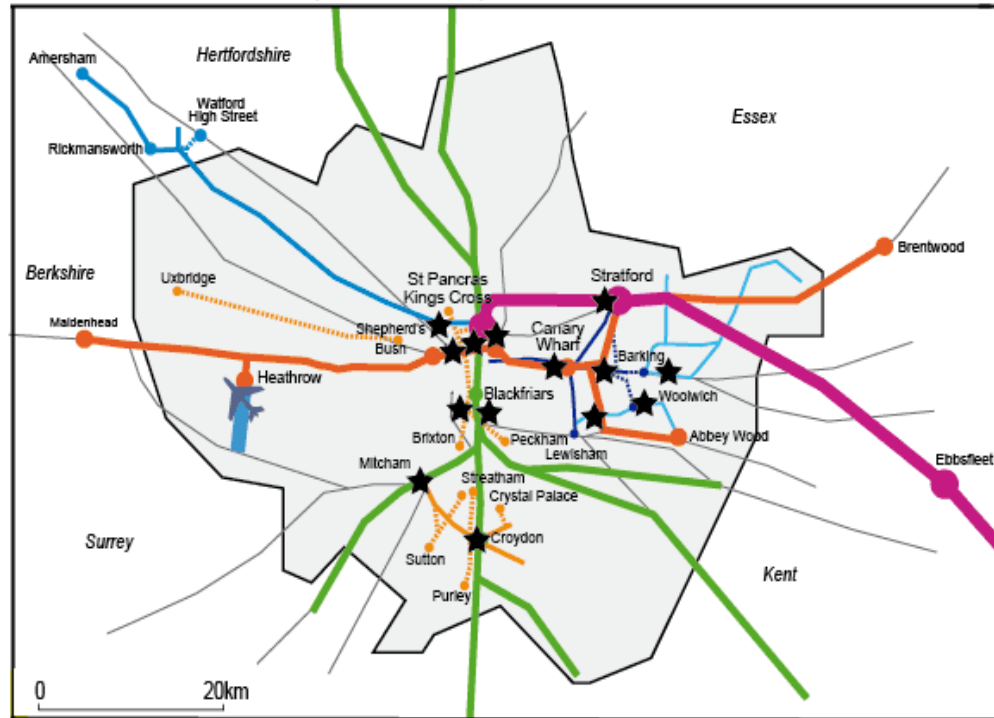 Hertfordshire
Amersham
Watford
High Street
Essex
Rickmansworth
Brentwood
Berkshire
Uxbridge
St Pancras
Kings Cross
Stratford
Maidenhead
Shepherd's
Bush
Canary
Wharf
Barking
Heathrow
Blackfriars
Woolwich
Brixton
Peckham
Lewisham
Abbey Wood
Mitcham
Streatham
Ebbsfleet
Crystal Palace
Surrey
Croydon
Sutton
Kent
Purley
0
20km